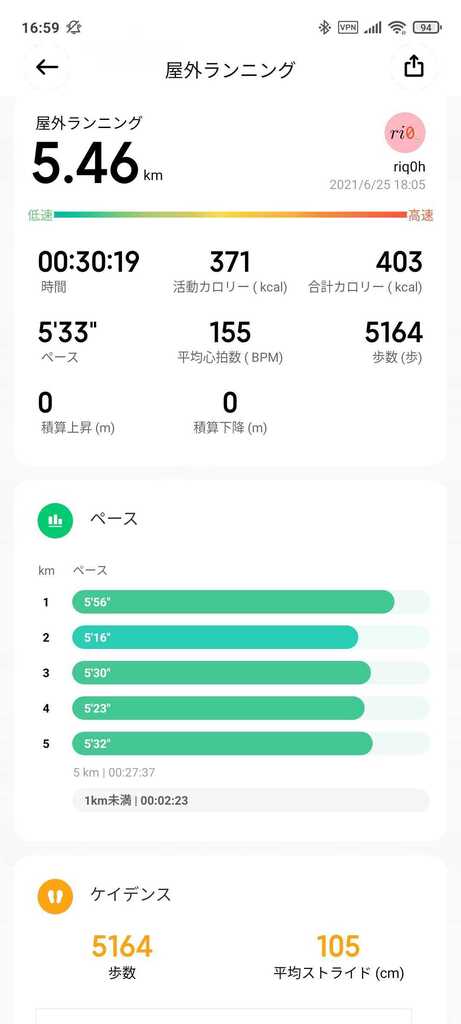 16:59 VPN 94
屋外ランニング
屋外ランニング
5.46 km
ri0_
riq0h
2021/6/25 18:05
低速 高速
00:30:19 371 403
時間 活動カロリー ( kcal) 合計カロリー ( kcal)
5'33" 155 5164
ペース 平均心拍数 ( BPM) 歩数 (歩)
0 0
積算上昇 (m) 積算下降 (m)
ペース
km ペース
1 5'56"
2 5'16"
3 5'30"
4 5'23"
5 5'32"
5 km | 00:27:37
1km未満 | 00:02:23
ケイデンス
5164 105
歩数 平均ストライド (cm)